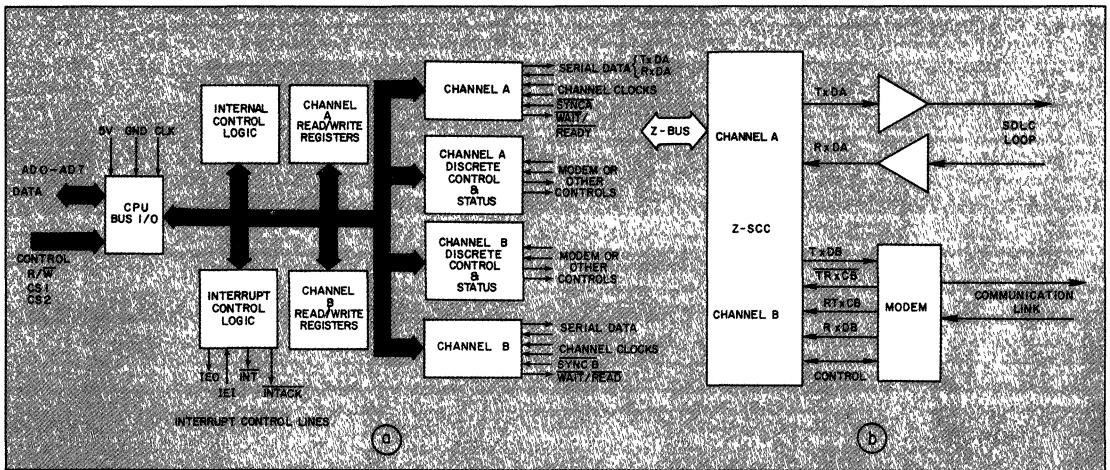 5V GND CLK
AD0-AD7
DATA
CPU
BUS I/O
CONTROL
R/W
CS1
CS2
INTERNAL
CONTROL
LOGIC
CHANNEL
A
READ/WRITE
REGISTERS
INTERRUPT
CONTROL
LOGIC
CHANNEL
B
READ/WRITE
REGISTERS
IEO
IEI
INT
INTACK
INTERRUPT CONTROL LINES
CHANNEL A
SERIAL DATA { TxDA
RxDA
CHANNEL CLOCKS
SYNCA
WAIT/
READY
CHANNEL A
DISCRETE
CONTROL
&
STATUS
MODEM OR
OTHER
CONTROLS
CHANNEL B
DISCRETE
CONTROL
&
STATUS
MODEM OR
OTHER
CONTROLS
CHANNEL B
SERIAL DATA
CHANNEL CLOCKS
SYNC B
WAIT/READ
a
Z-BUS
CHANNEL A
Z-SCC
CHANNEL B
TxDA
RxDA
SDLC
LOOP
TxDB
TRxCB
RTxCB
RxDB
CONTROL
MODEM
COMMUNICATION
LINK
b